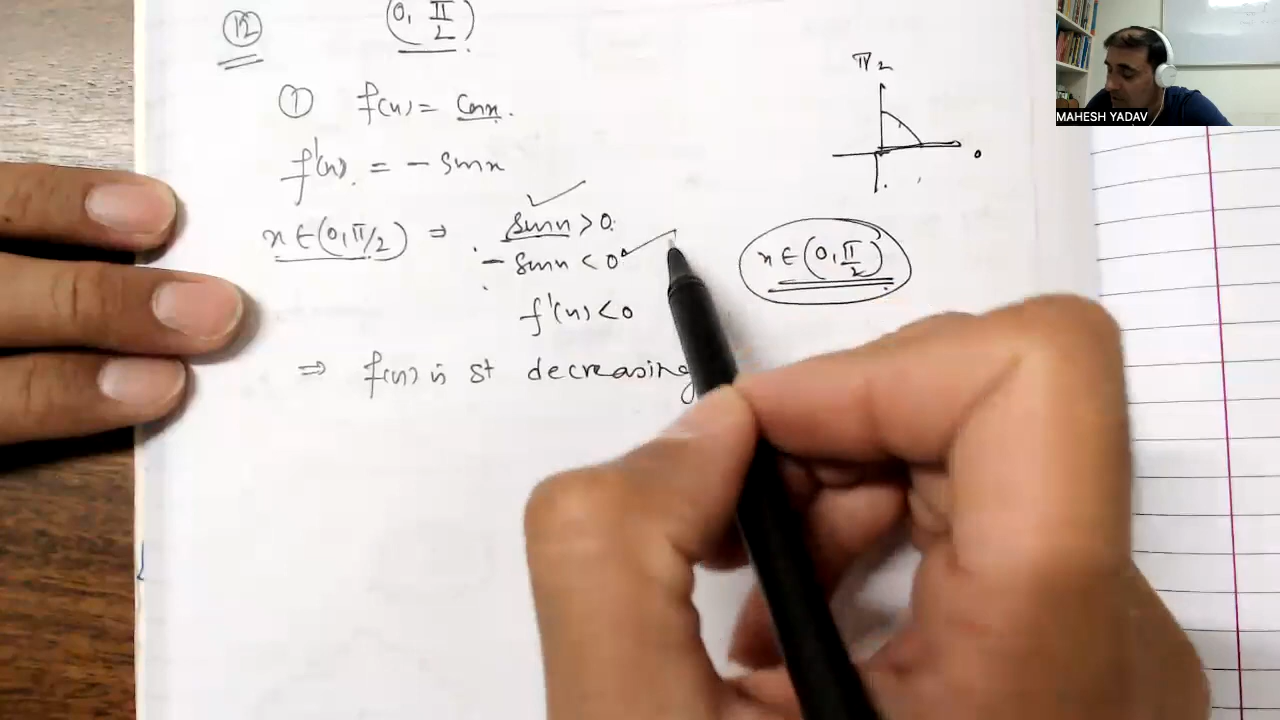 12
(0, π/2)
① f(x) = Cosx.
f'(x) = - sinx
x ∈ (0, π/2) ⇒ sinx > 0
- sinx < 0
f'(x) < 0
⇒ f(x) is st decreasing
π/2
0
x ∈ (0, π/2)
MAHESH YADAV